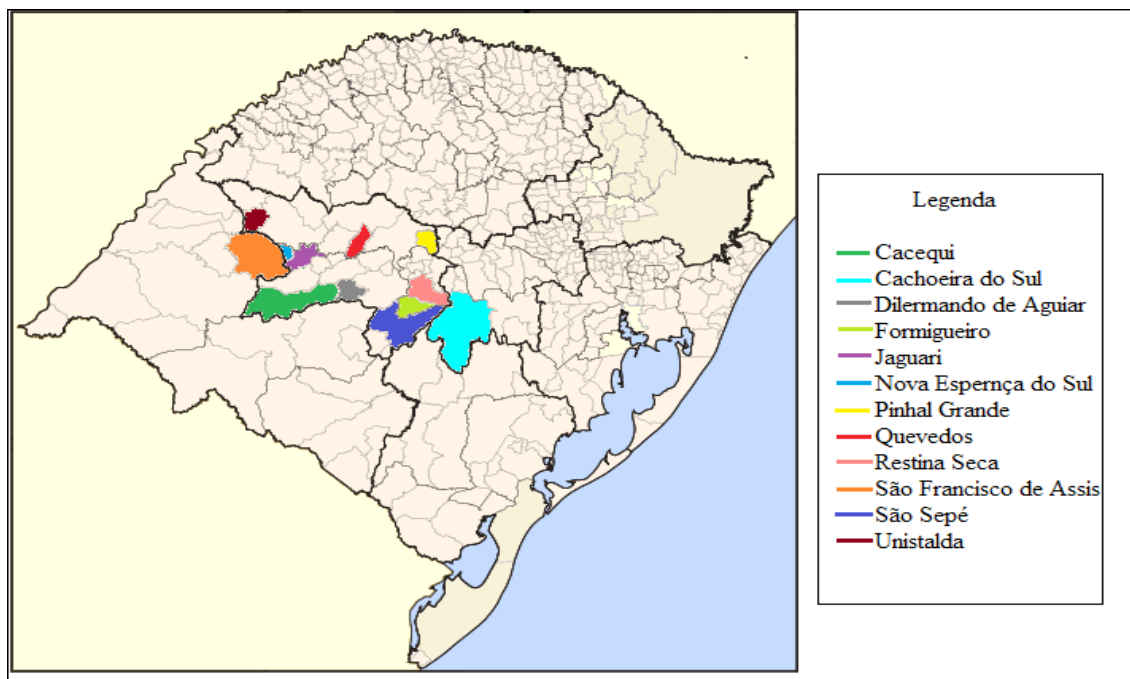 Legenda
Cacequi
Cachoeira do Sul
Dilermando de Aguiar
Formigueiro
Jaguari
Nova Espernça do Sul
Pinhal Grande
Quevedos
Restina Seca
São Francisco de Assis
São Sepé
Unistalda